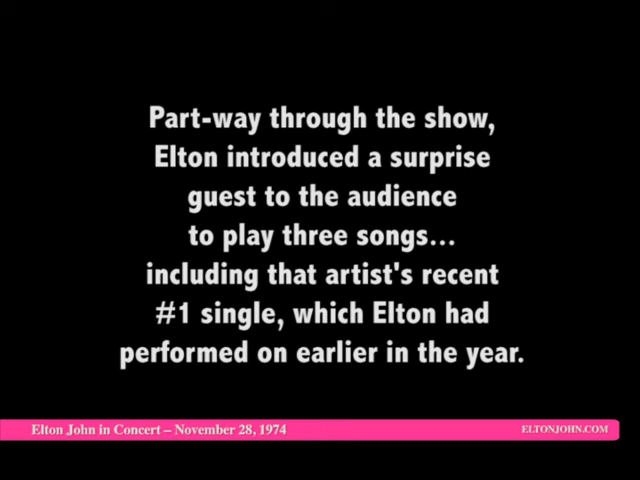 Part-way through the show,
Elton introduced a surprise
guest to the audience
to play three songs...
including that artist's recent
#1 single, which Elton had
performed on earlier in the year.
Elton John in Concert – November 28, 1974
ELTONJOHN.COM